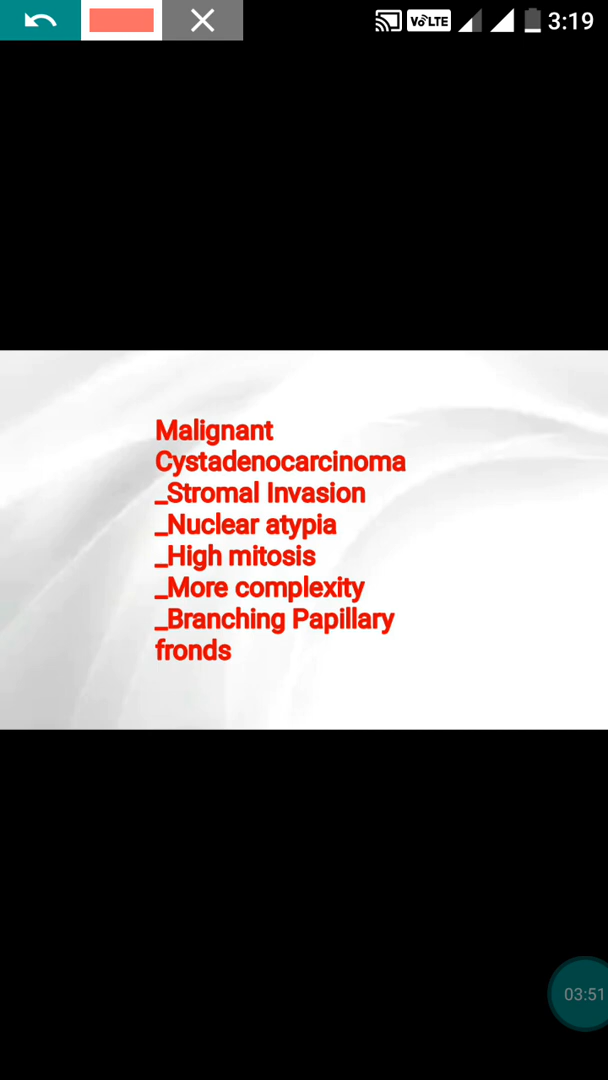 VoLTE 3:19
Malignant
Cystadenocarcinoma
_Stromal Invasion
_Nuclear atypia
_High mitosis
_More complexity
_Branching Papillary
fronds
03:51